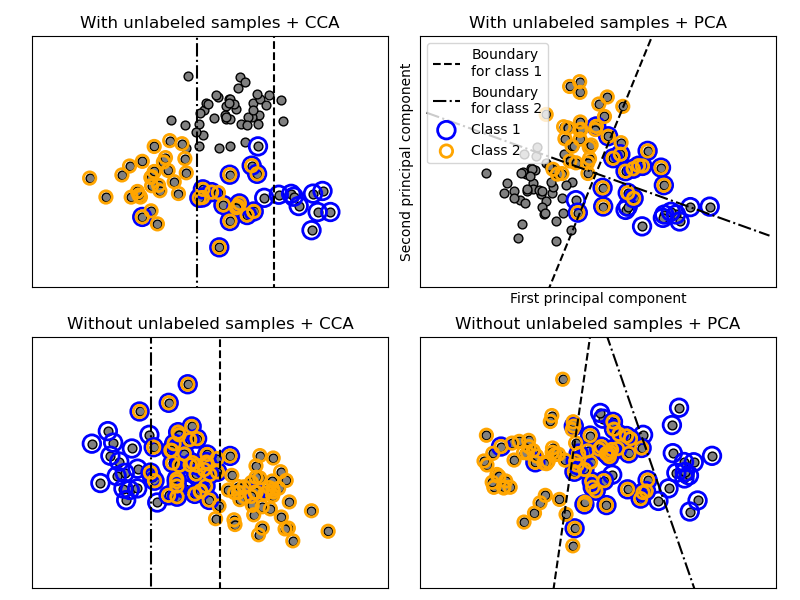 With unlabeled samples + CCA
With unlabeled samples + PCA
Second principal component
Boundary
for class 1
Boundary
for class 2
Class 1
Class 2
First principal component
Without unlabeled samples + CCA
Without unlabeled samples + PCA